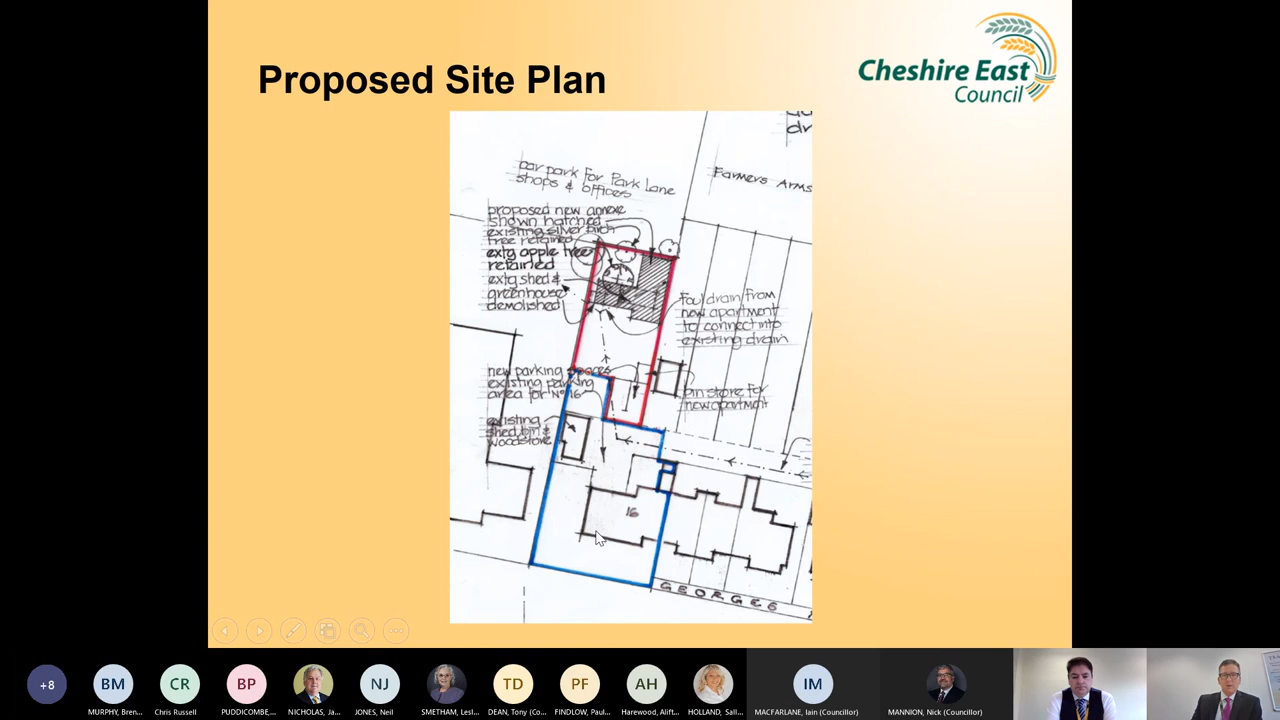 Proposed Site Plan
Cheshire East
Council
car park for Park Lane
shops & offices
Farmers Arms
proposed new annexe
shown hatched
existing silver birch
tree retained
extg apple tree
retained
extg shed &
greenhouse
demolished
foul drain from
new apartment
to connect into
existing drain
new parking spaces
existing parking
area for No 16
bin store for
new apartment
existing
shed, bin &
woodstore
16
GEORGES
+8
BM
CR
PB
NJ
TD
PF
AH
IM
MURPHY, Bren...
Chris Russell
PUDDICOMBE,...
NICHOLAS, Ja...
JONES, Neil
SMETHAM, Lesl...
DEAN, Tony (Co...
FINDLOW, Paul...
Harewood, Alift...
HOLLAND, Sall...
MACFARLANE, Iain (Councillor)
MANNION, Nick (Councillor)